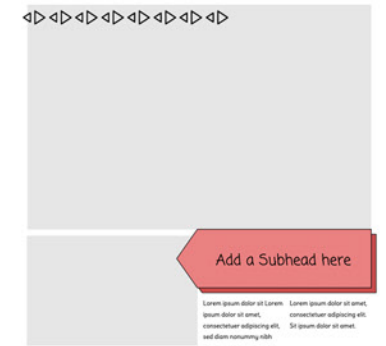 Add a Subhead here
Lorem ipsum dolor sit Lorem
ipsum dolor sit amet,
consectetuer adipiscing elit,
sed diam nonummy nibh
Lorem ipsum dolor sit amet,
consectetuer adipiscing elit.
Sit ipsum dolor sit amet.